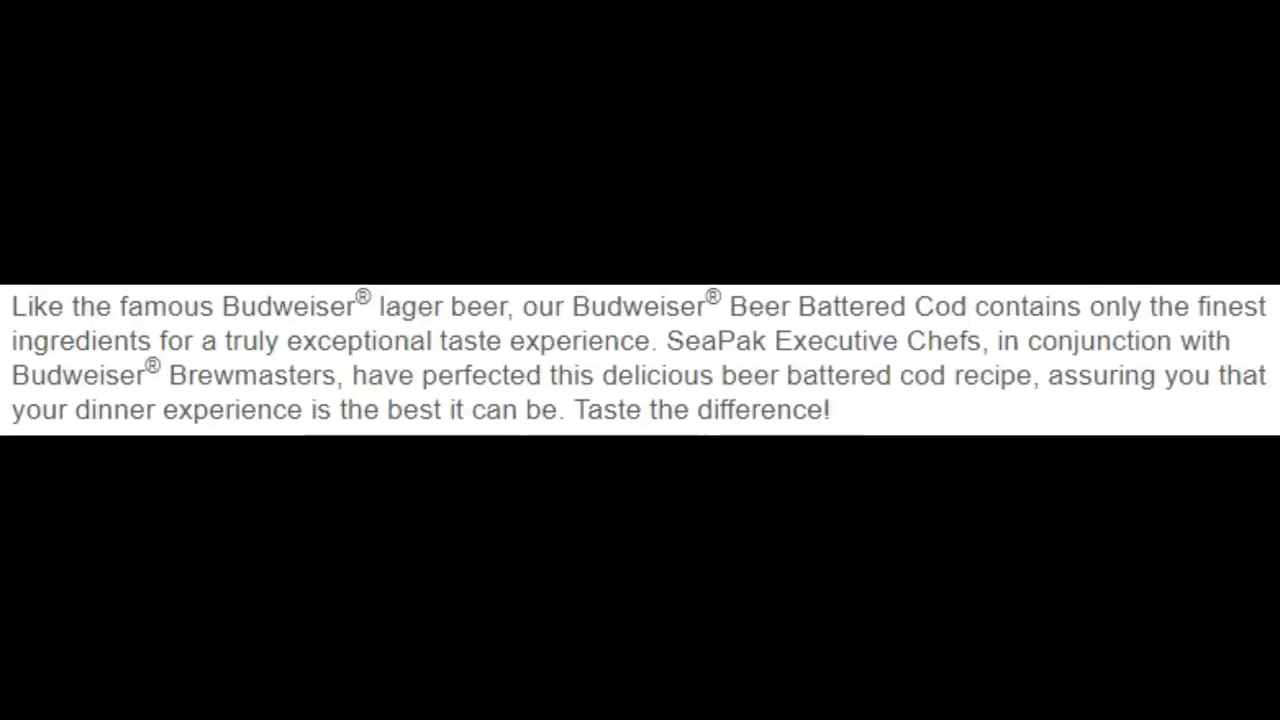 Like the famous Budweiser® lager beer, our Budweiser® Beer Battered Cod contains only the finest
ingredients for a truly exceptional taste experience. SeaPak Executive Chefs, in conjunction with
Budweiser® Brewmasters, have perfected this delicious beer battered cod recipe, assuring you that
your dinner experience is the best it can be. Taste the difference!